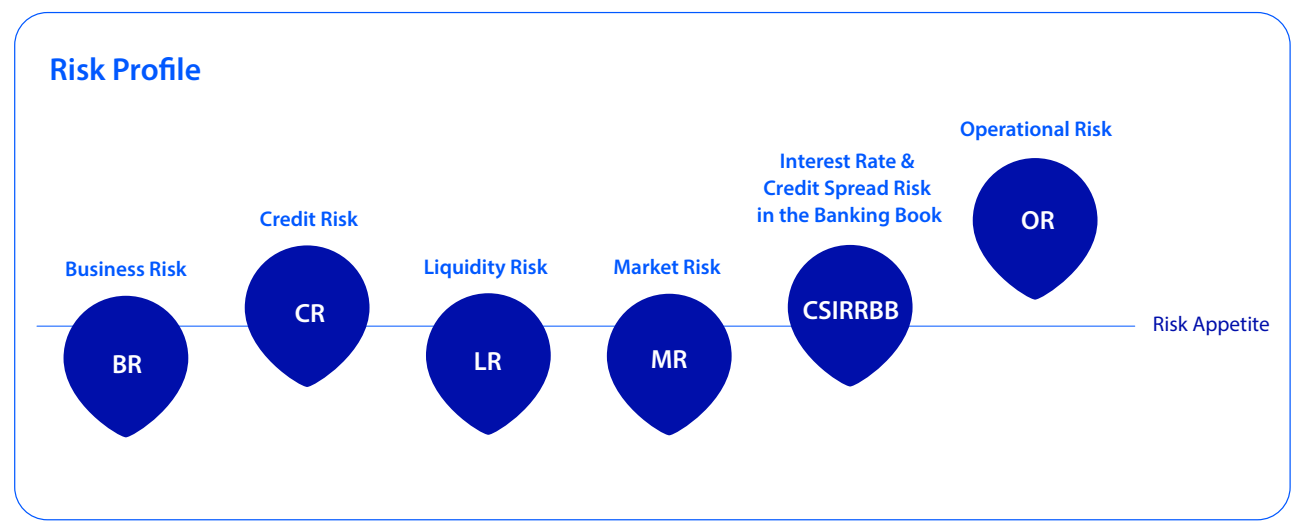 Risk Profile
Business Risk
BR
Credit Risk
CR
Liquidity Risk
LR
Market Risk
MR
Interest Rate &
Credit Spread Risk
in the Banking Book
CSIRRBB
Operational Risk
OR
Risk Appetite